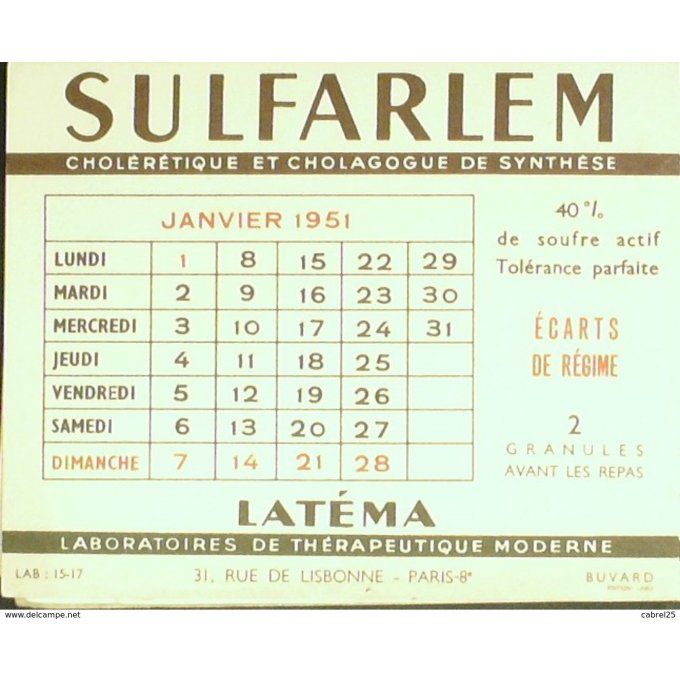 SULFARLEM
CHOLÉRÉTIQUE ET CHOLAGOGUE DE SYNTHÈSE
JANVIER 1951
LUNDI 1 8 15 22 29
MARDI 2 9 16 23 30
MERCREDI 3 10 17 24 31
JEUDI 4 11 18 25
VENDREDI 5 12 19 26
SAMEDI 6 13 20 27
DIMANCHE 7 14 21 28
40 %
de soufre actif
Tolérance parfaite
ÉCARTS
DE RÉGIME
2
GRANULES
AVANT LES REPAS
LATÉMA
LABORATOIRES DE THÉRAPEUTIQUE MODERNE
LAB : 15-17
31, RUE DE LISBONNE - PARIS-8e
BUVARD
www.delcampe.net
cabrel25